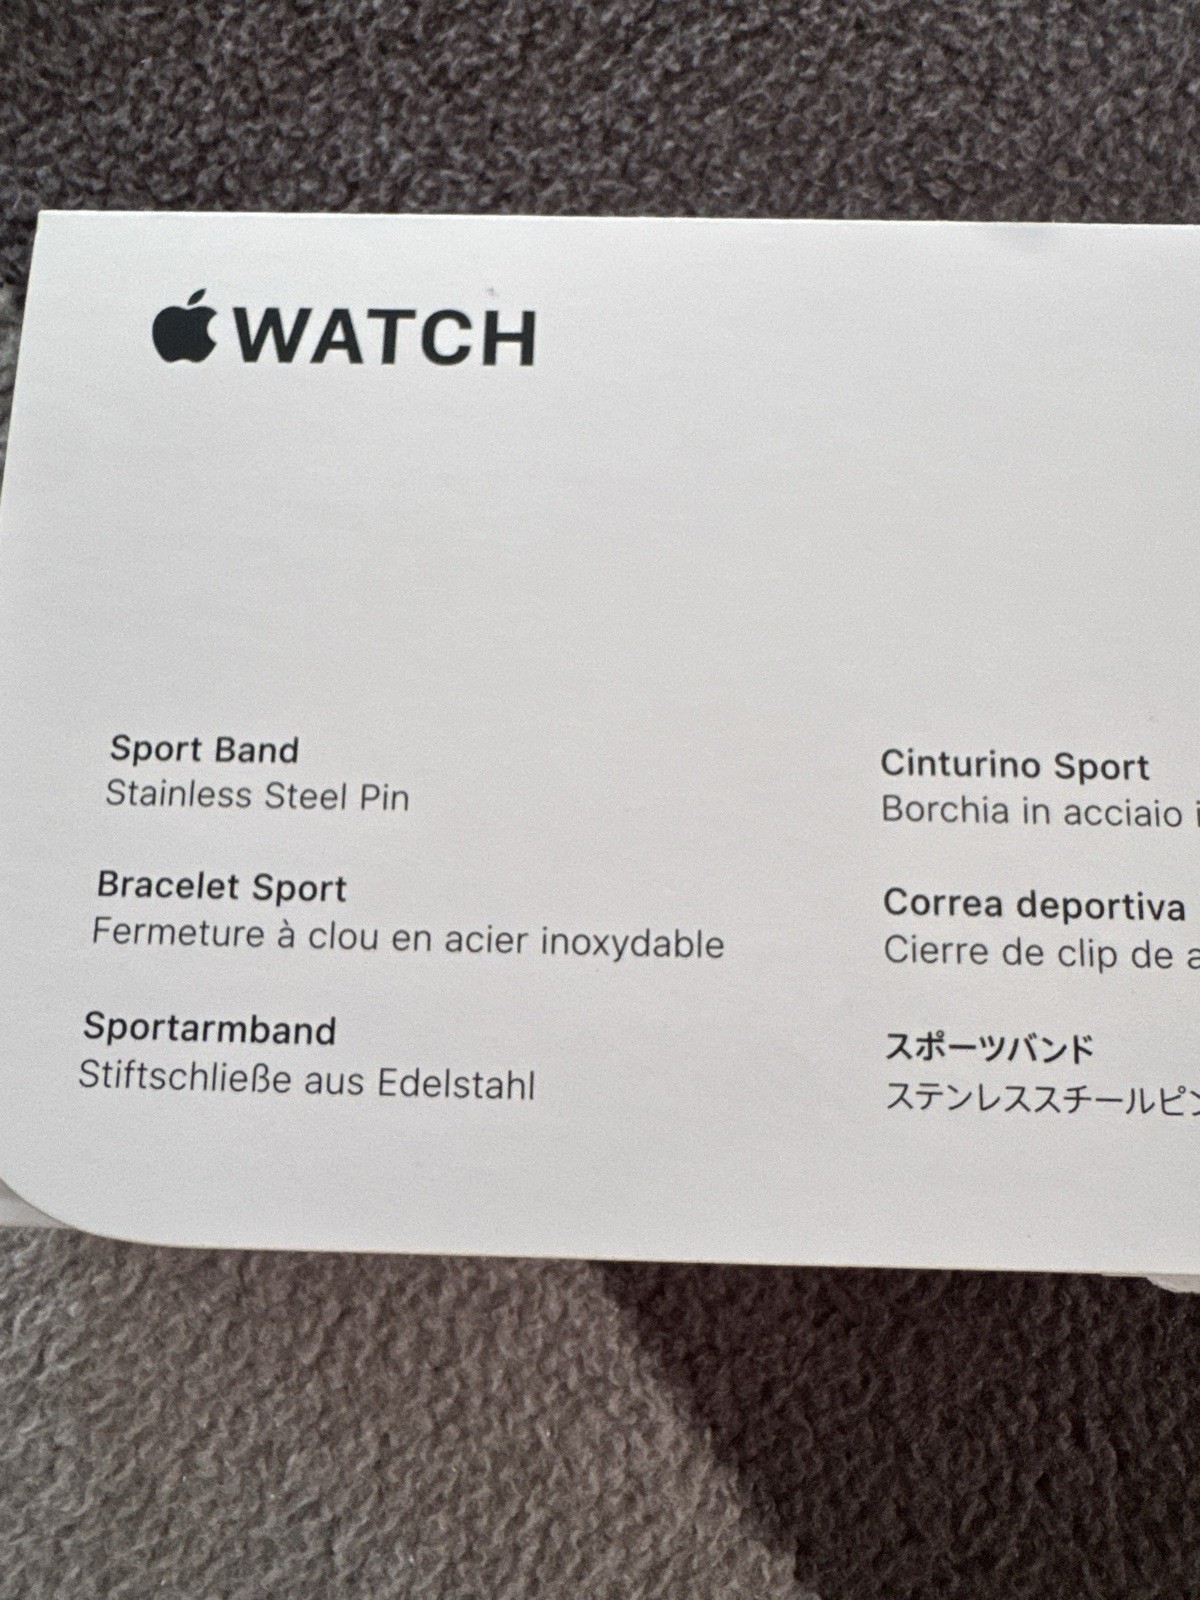 WATCH
Sport Band
Stainless Steel Pin
Bracelet Sport
Fermeture à clou en acier inoxydable
Sportarmband
Stiftschließe aus Edelstahl
Cinturino Sport
Borchia in acciaio
Correa deportiva
Cierre de clip de
スポーツバンド
ステンレススチールピン